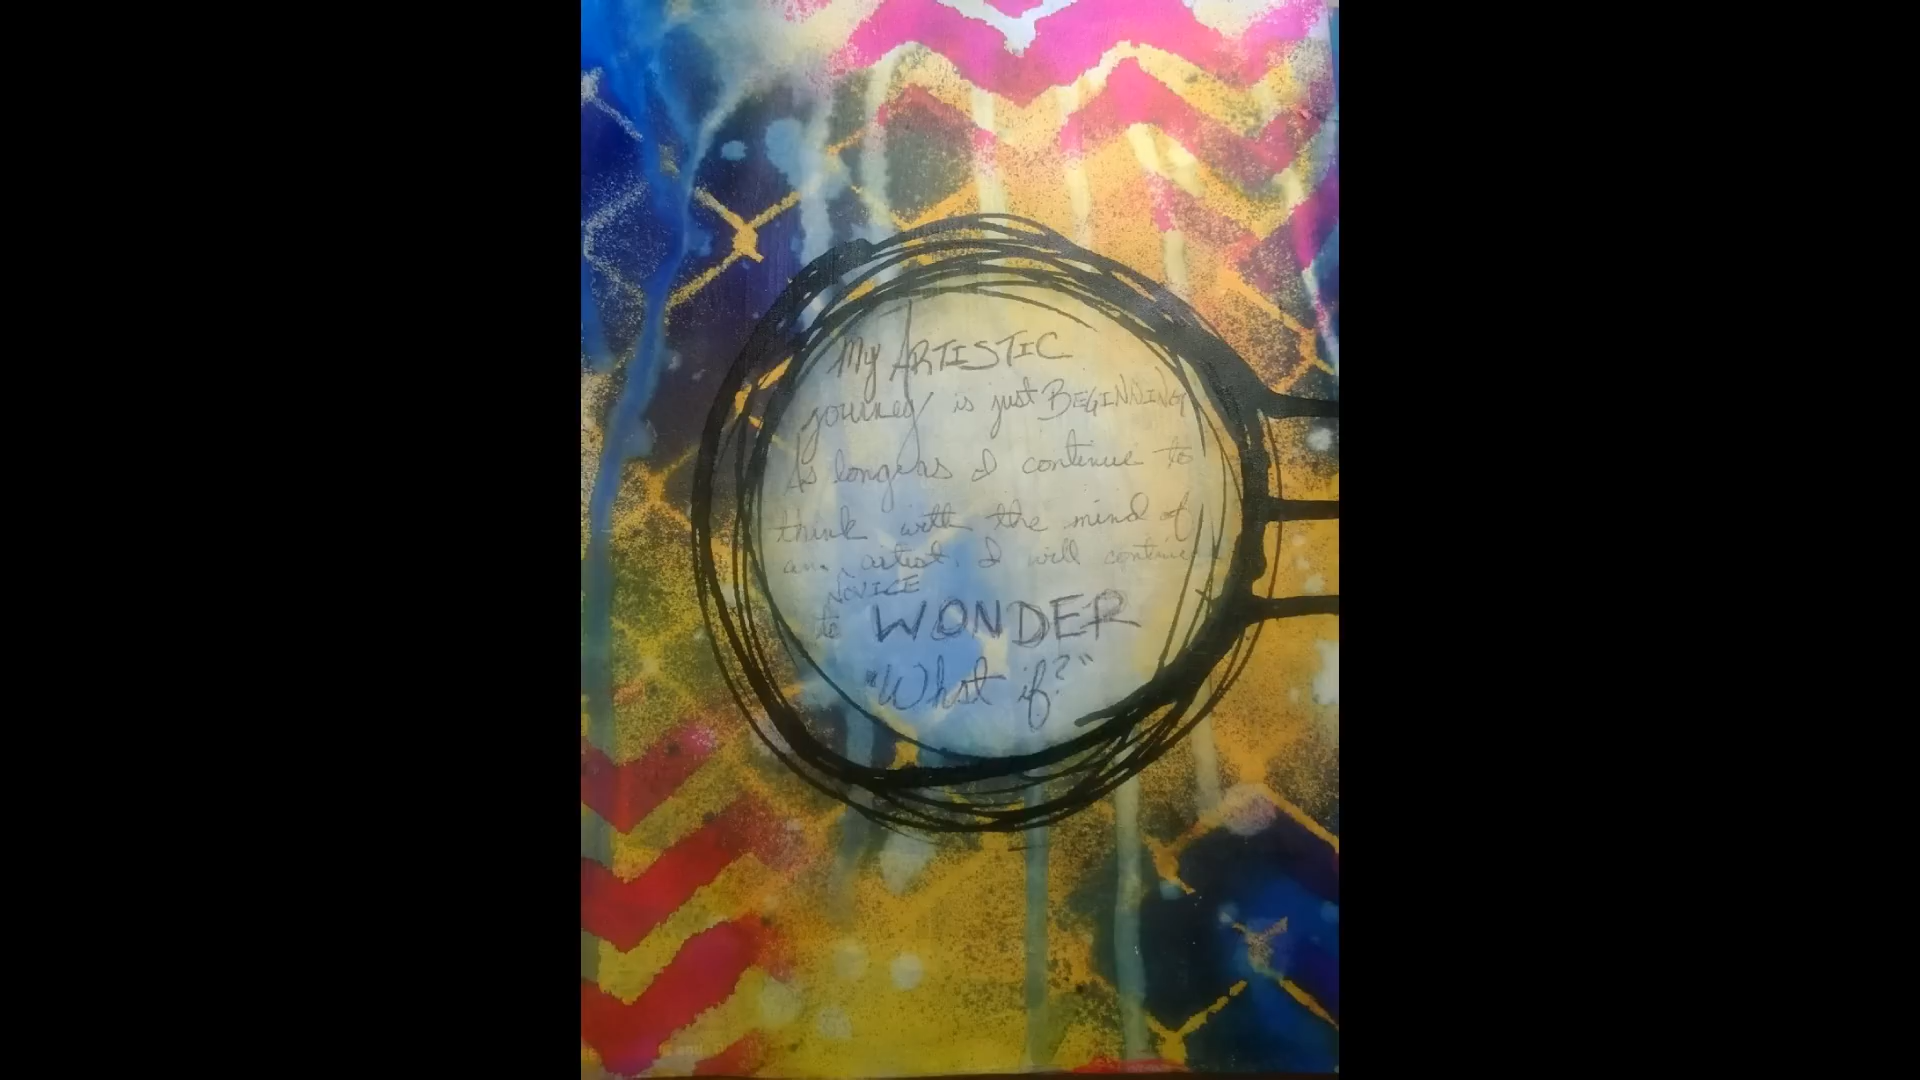 My ARTISTIC
journey is just BEGINNING
As long as I continue to
think with the mind of
an artist, I will continue
NOVICE
to WONDER
"What if?"